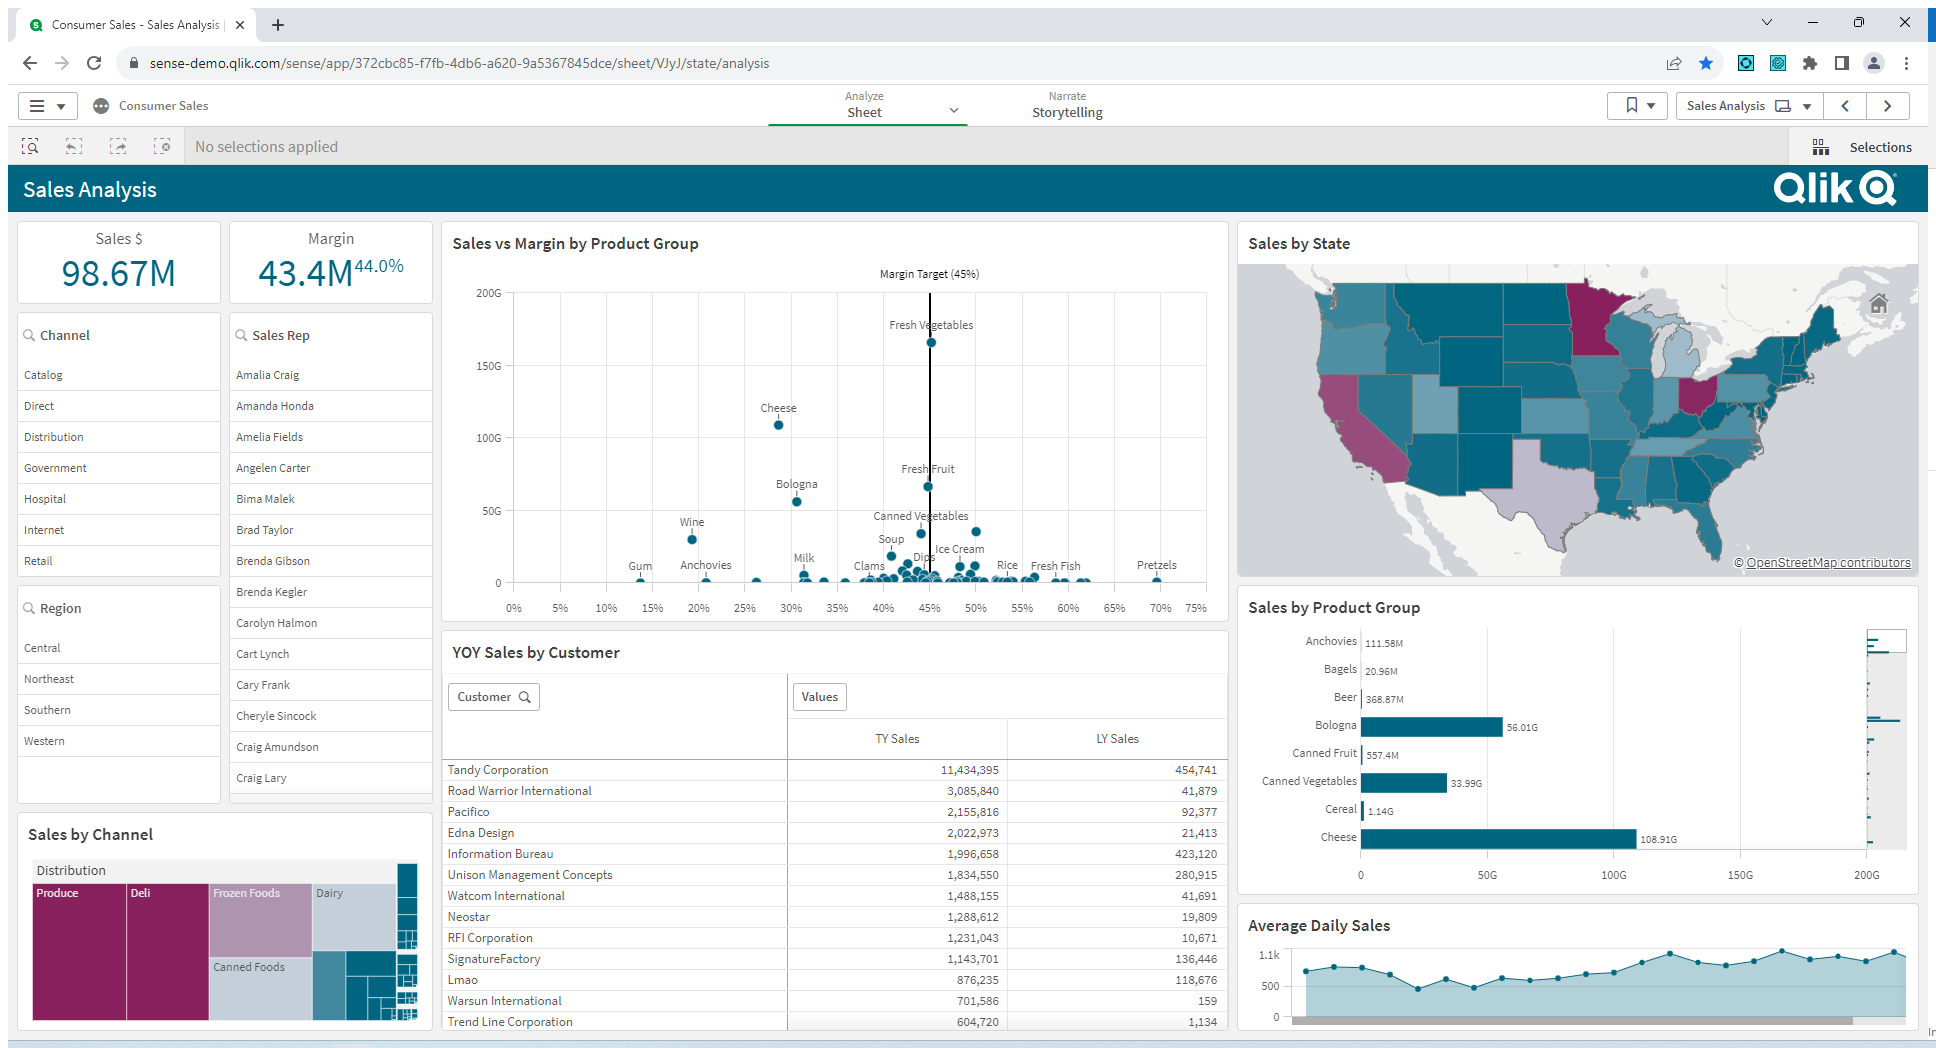 Consumer Sales - Sales Analysis
sense-demo.qlik.com/sense/app/372cbc85-f7fb-4db6-a620-9a5367845dce/sheet/VJyJ/state/analysis
Consumer Sales
Analyze
Sheet
Narrate
Storytelling
Sales Analysis
No selections applied
Selections
Sales Analysis
Qlik
Sales $
98.67M
Margin
43.4M 44.0%
Channel
Catalog
Direct
Distribution
Government
Hospital
Internet
Retail
Region
Central
Northeast
Southern
Western
Sales Rep
Amalia Craig
Amanda Honda
Amelia Fields
Angelen Carter
Bima Malek
Brad Taylor
Brenda Gibson
Brenda Kegler
Carolyn Halmon
Cart Lynch
Cary Frank
Cheryle Sincock
Craig Amundson
Craig Lary
Sales by Channel
Distribution
Produce
Deli
Frozen Foods
Dairy
Canned Foods
Sales vs Margin by Product Group
Margin Target (45%)
200G
150G
100G
50G
0
Fresh Vegetables
Cheese
Fresh Fruit
Bologna
Canned Vegetables
Wine
Soup
Ice Cream
Dips
Milk
Gum
Anchovies
Clams
Rice
Fresh Fish
Pretzels
0% 5% 10% 15% 20% 25% 30% 35% 40% 45% 50% 55% 60% 65% 70% 75%
YOY Sales by Customer
Customer
Values
TY Sales LY Sales
Tandy Corporation 11,434,395 454,741
Road Warrior International 3,085,840 41,879
Pacifico 2,155,816 92,377
Edna Design 2,022,973 21,413
Information Bureau 1,996,658 423,120
Unison Management Concepts 1,834,550 280,915
Watcom International 1,488,155 41,691
Neostar 1,288,612 19,809
RFI Corporation 1,231,043 10,671
SignatureFactory 1,143,701 136,446
Lmao 876,235 118,676
Warsun International 701,586 159
Trend Line Corporation 604,720 1,134
Sales by State
© OpenStreetMap contributors
Sales by Product Group
Anchovies 111.58M
Bagels 20.96M
Beer 368.87M
Bologna 56.01G
Canned Fruit 557.4M
Canned Vegetables 33.99G
Cereal 1.14G
Cheese 108.91G
0 50G 100G 150G 200G
Average Daily Sales
1.1k
500
0